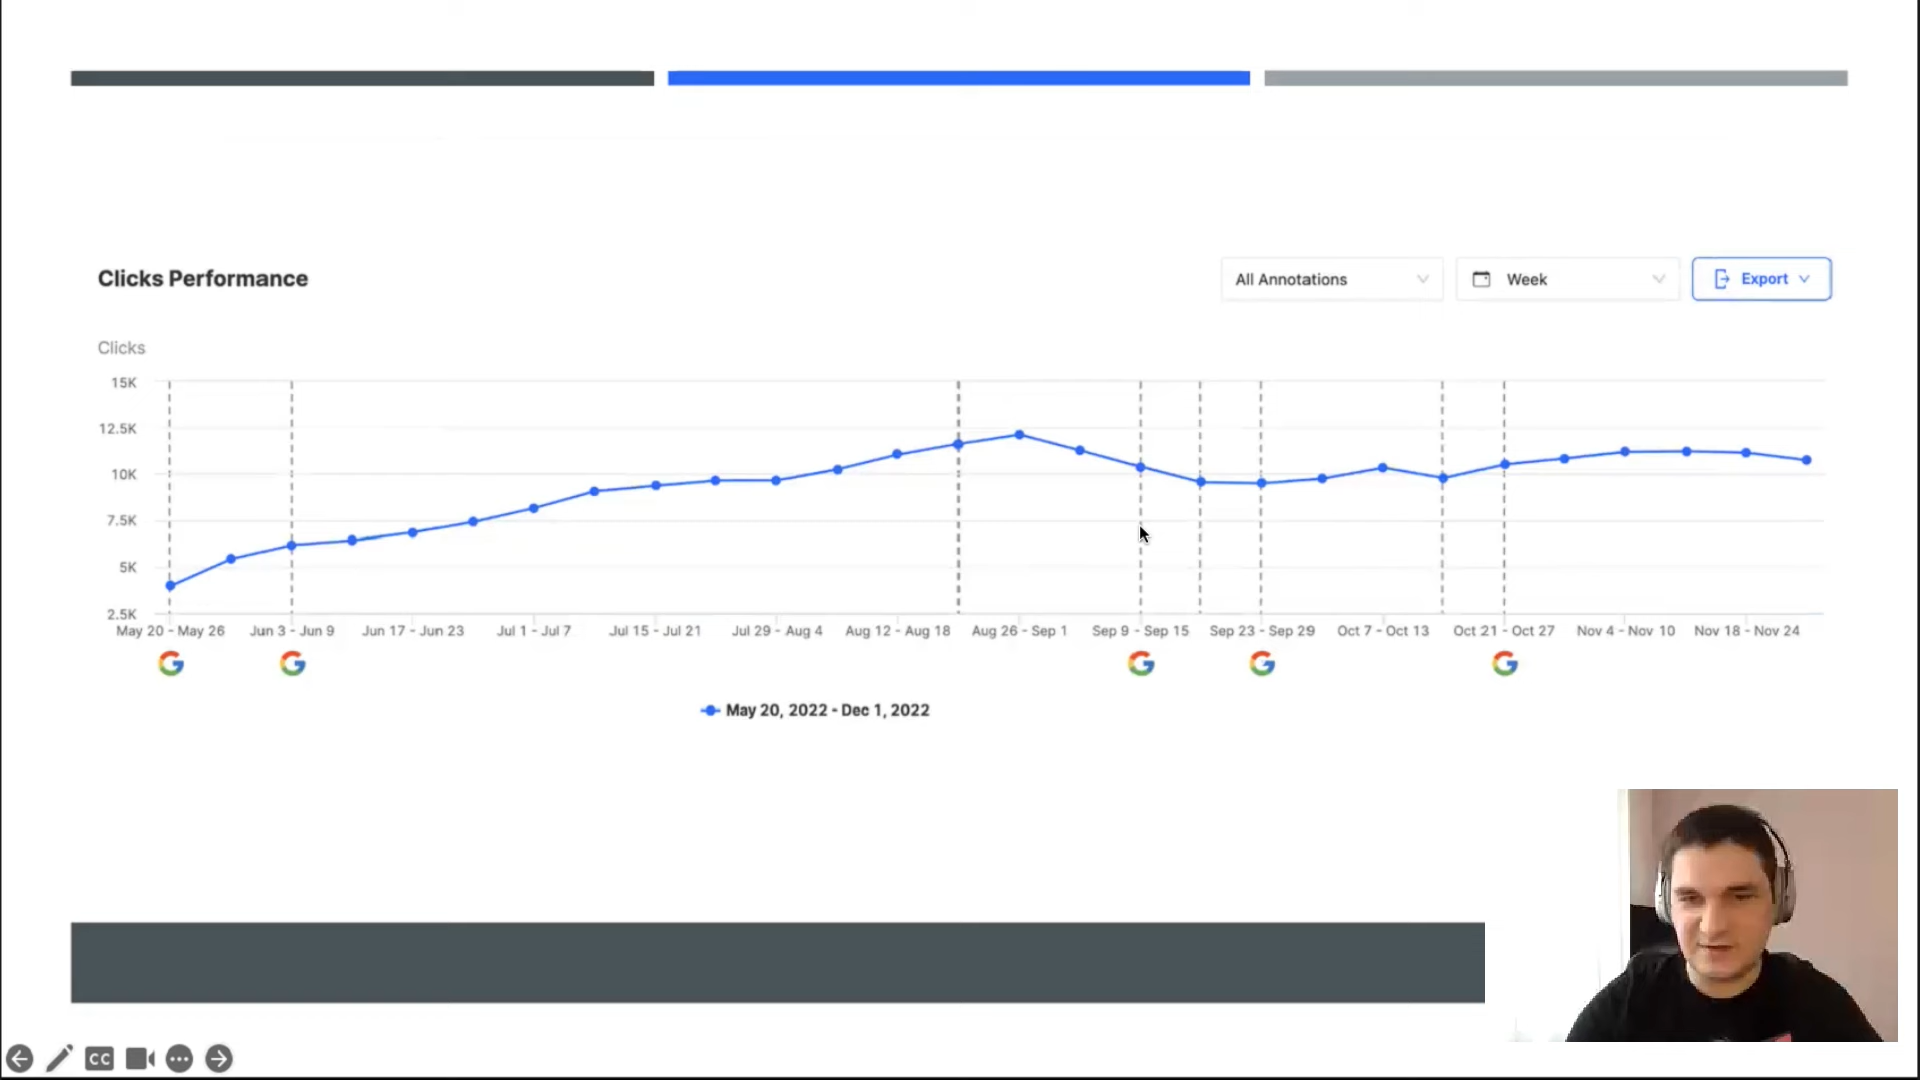 Clicks Performance
All Annotations
Week
Export
Clicks
15K
12.5K
10K
7.5K
5K
2.5K
May 20 - May 26 Jun 3 - Jun 9 Jun 17 - Jun 23 Jul 1 - Jul 7 Jul 15 - Jul 21 Jul 29 - Aug 4 Aug 12 - Aug 18 Aug 26 - Sep 1 Sep 9 - Sep 15 Sep 23 - Sep 29 Oct 7 - Oct 13 Oct 21 - Oct 27 Nov 4 - Nov 10 Nov 18 - Nov 24
G G G G G
May 20, 2022 - Dec 1, 2022
CC